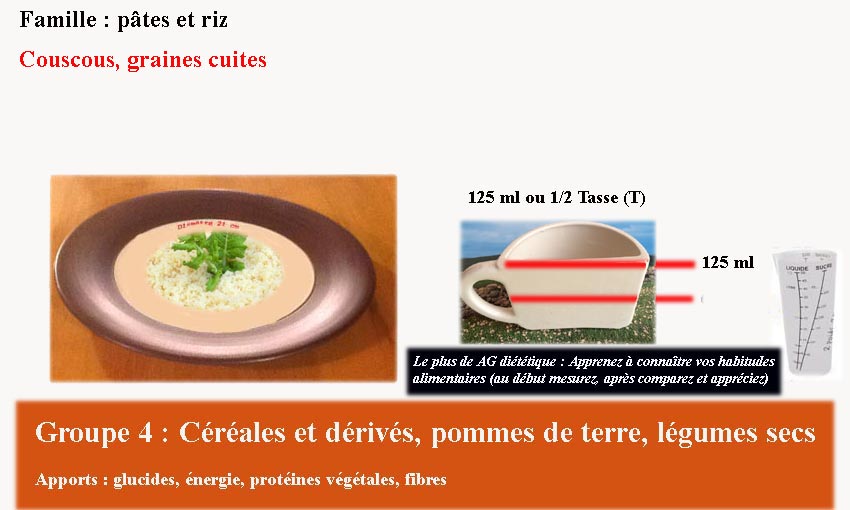 Famille : pâtes et riz
Couscous, graines cuites
Diamètre 21 cm
125 ml ou 1/2 Tasse (T)
125 ml
LIQUIDE SUCRE
Le plus de AG diététique : Apprenez à connaître vos habitudes
alimentaires (au début mesurez, après comparez et appréciez)
Groupe 4 : Céréales et dérivés, pommes de terre, légumes secs
Apports : glucides, énergie, protéines végétales, fibres